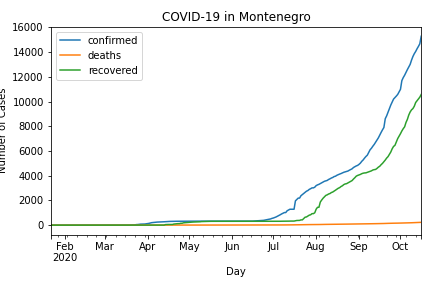 COVID-19 in Montenegro
confirmed
deaths
recovered
16000
14000
12000
10000
8000
6000
4000
2000
0
Number of Cases
Feb Mar Apr May Jun Jul Aug Sep Oct
2020
Day